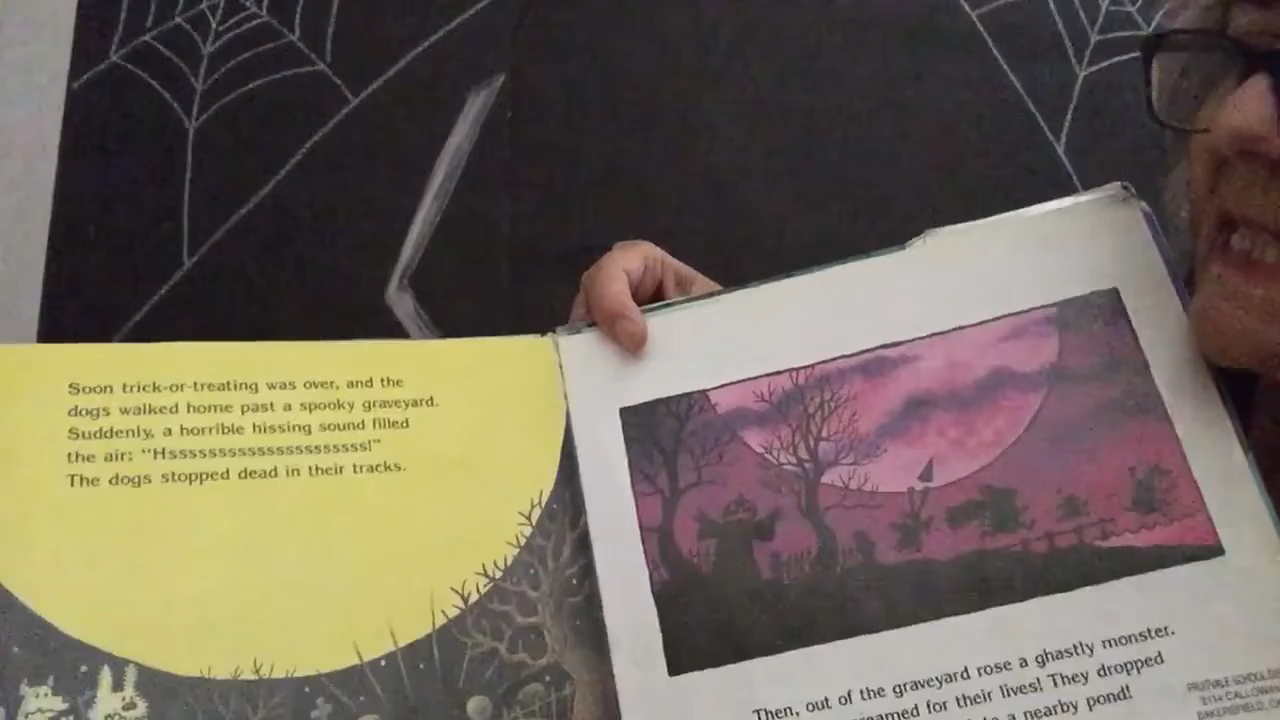 Soon trick-or-treating was over, and the
dogs walked home past a spooky graveyard.
Suddenly, a horrible hissing sound filled
the air: “Hsssssssssssssssssssss!”
The dogs stopped dead in their tracks.
Then, out of the graveyard rose a ghastly monster.
for their lives! They dropped
a nearby pond!